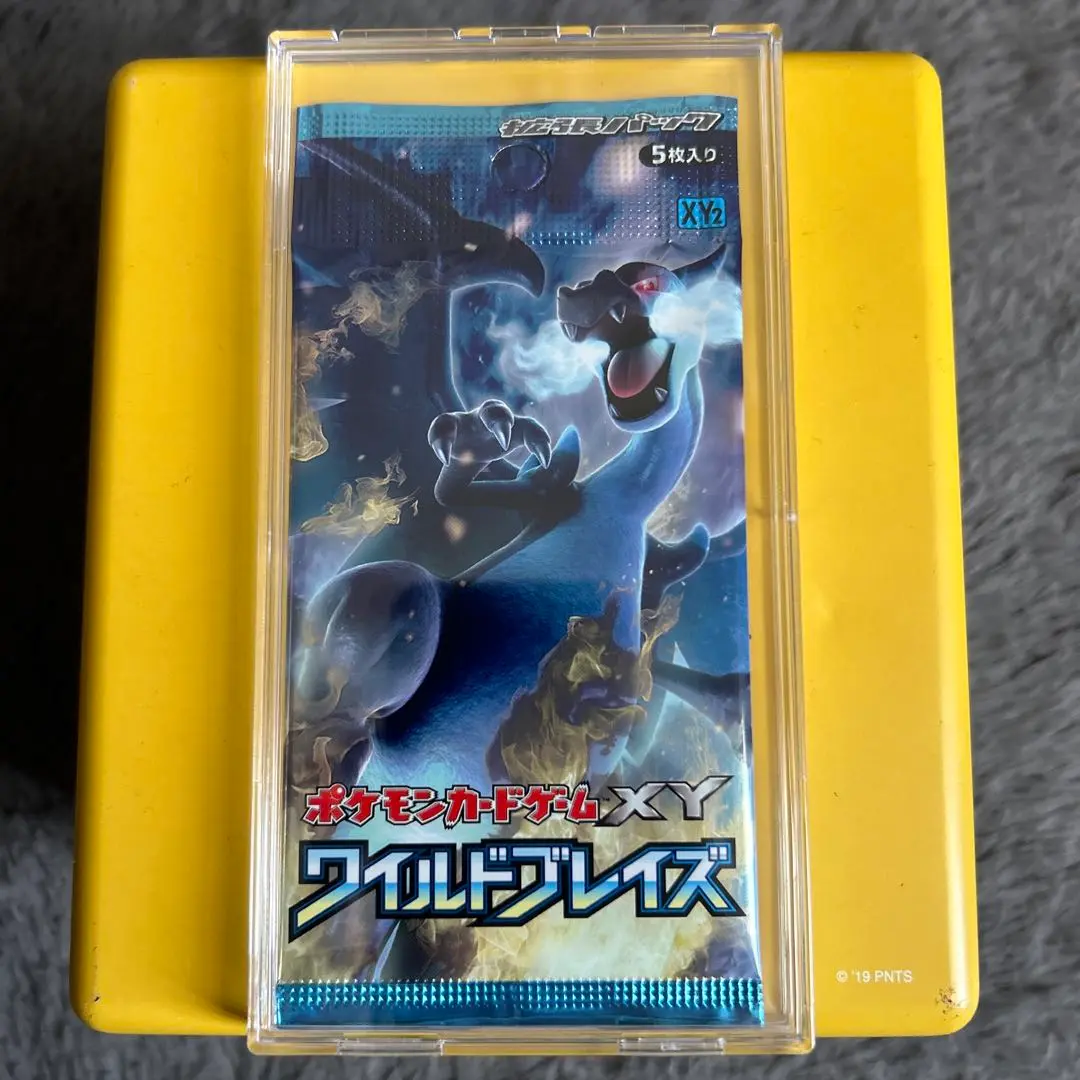 拡張パック
5枚入り
XY2
ポケモンカードゲームXY
ワイルドブレイズ
© '19 PNTS